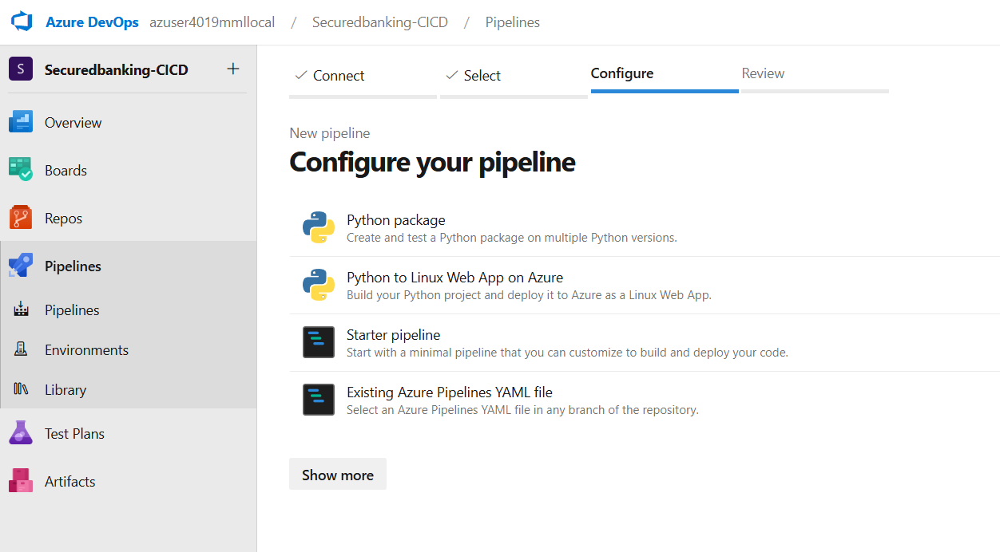 Azure DevOps azuser4019mmllocal / Securedbanking-CICD / Pipelines
S Securedbanking-CICD +
Overview
Boards
Repos
Pipelines
Pipelines
Environments
Library
Test Plans
Artifacts
Connect Select Configure Review
New pipeline
Configure your pipeline
Python package
Create and test a Python package on multiple Python versions.
Python to Linux Web App on Azure
Build your Python project and deploy it to Azure as a Linux Web App.
Starter pipeline
Start with a minimal pipeline that you can customize to build and deploy your code.
Existing Azure Pipelines YAML file
Select an Azure Pipelines YAML file in any branch of the repository.
Show more